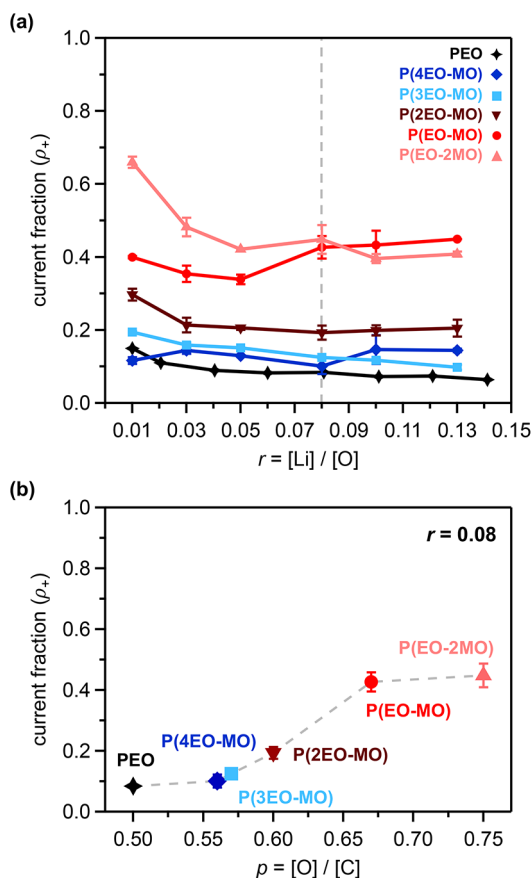 (a)
1.0
0.8
0.6
0.4
0.2
0.0
current fraction (ρ₊)
PEO
P(4EO-MO)
P(3EO-MO)
P(2EO-MO)
P(EO-MO)
P(EO-2MO)
0.01 0.03 0.05 0.07 0.09 0.11 0.13 0.15
r = [Li] / [O]
(b)
1.0
0.8
0.6
0.4
0.2
0.0
current fraction (ρ₊)
r = 0.08
P(EO-2MO)
P(EO-MO)
P(4EO-MO)
PEO
P(2EO-MO)
P(3EO-MO)
0.50 0.55 0.60 0.65 0.70 0.75
p = [O] / [C]